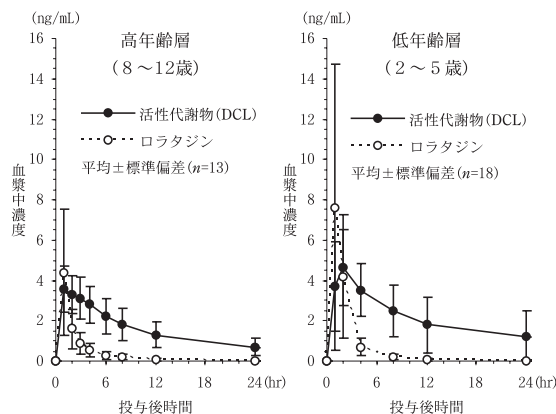 (ng/mL)
16
14
12
10
8
6
4
2
0
血漿中濃度
高年齢層
(8～12歳)
活性代謝物(DCL)
ロラタジン
平均±標準偏差(n=13)
0 6 12 18 24(hr)
投与後時間
(ng/mL)
16
14
12
10
8
6
4
2
0
血漿中濃度
低年齢層
(2～5歳)
活性代謝物(DCL)
ロラタジン
平均±標準偏差(n=18)
0 6 12 18 24(hr)
投与後時間